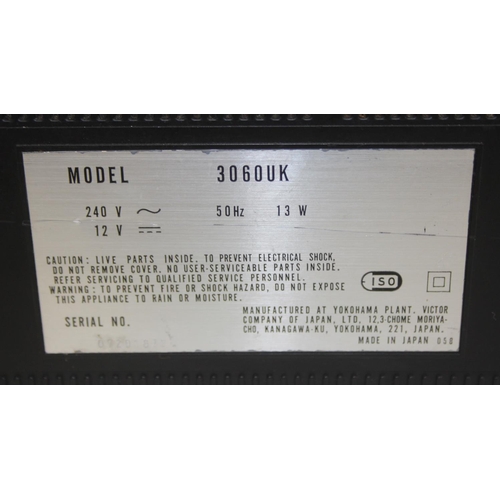 MODEL 3060UK
240 V ~ 50Hz 13 W
12 V ⎓
CAUTION: LIVE PARTS INSIDE. TO PREVENT ELECTRICAL SHOCK,
DO NOT REMOVE COVER. NO USER-SERVICEABLE PARTS INSIDE.
REFER SERVICING TO QUALIFIED SERVICE PERSONNEL.
WARNING: TO PREVENT FIRE OR SHOCK HAZARD, DO NOT EXPOSE
THIS APPLIANCE TO RAIN OR MOISTURE.
ISO
MANUFACTURED AT YOKOHAMA PLANT, VICTOR
COMPANY OF JAPAN, LTD, 12,3-CHOME MORIYA-
CHO, KANAGAWA-KU, YOKOHAMA, 221, JAPAN.
SERIAL NO.
MADE IN JAPAN 058